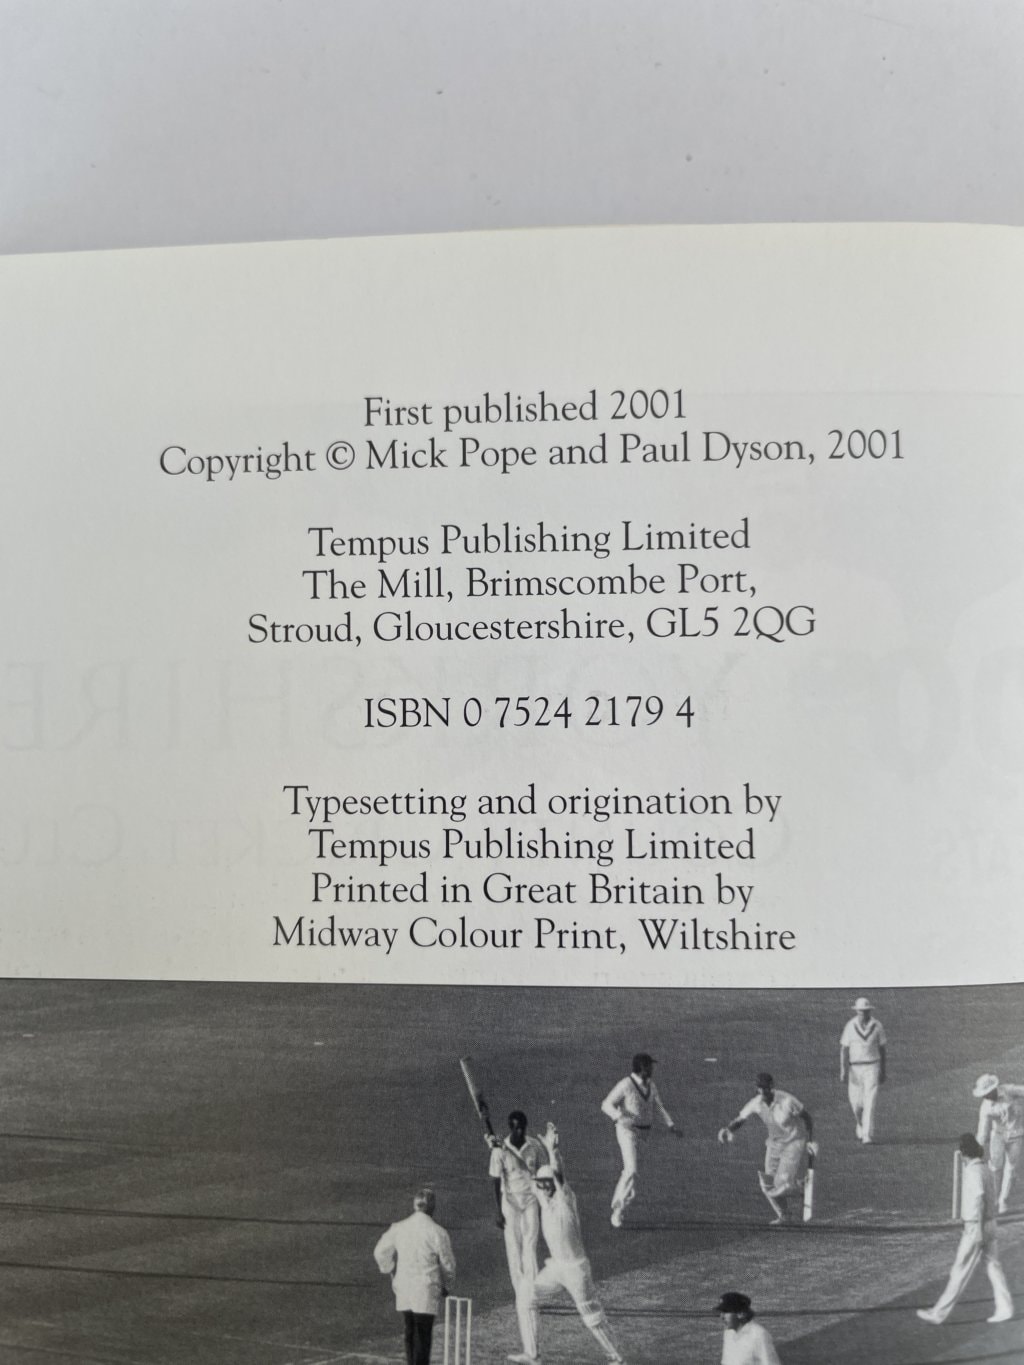 First published 2001
Copyright © Mick Pope and Paul Dyson, 2001
Tempus Publishing Limited
The Mill, Brimscombe Port,
Stroud, Gloucestershire, GL5 2QG
ISBN 0 7524 2179 4
Typesetting and origination by
Tempus Publishing Limited
Printed in Great Britain by
Midway Colour Print, Wiltshire